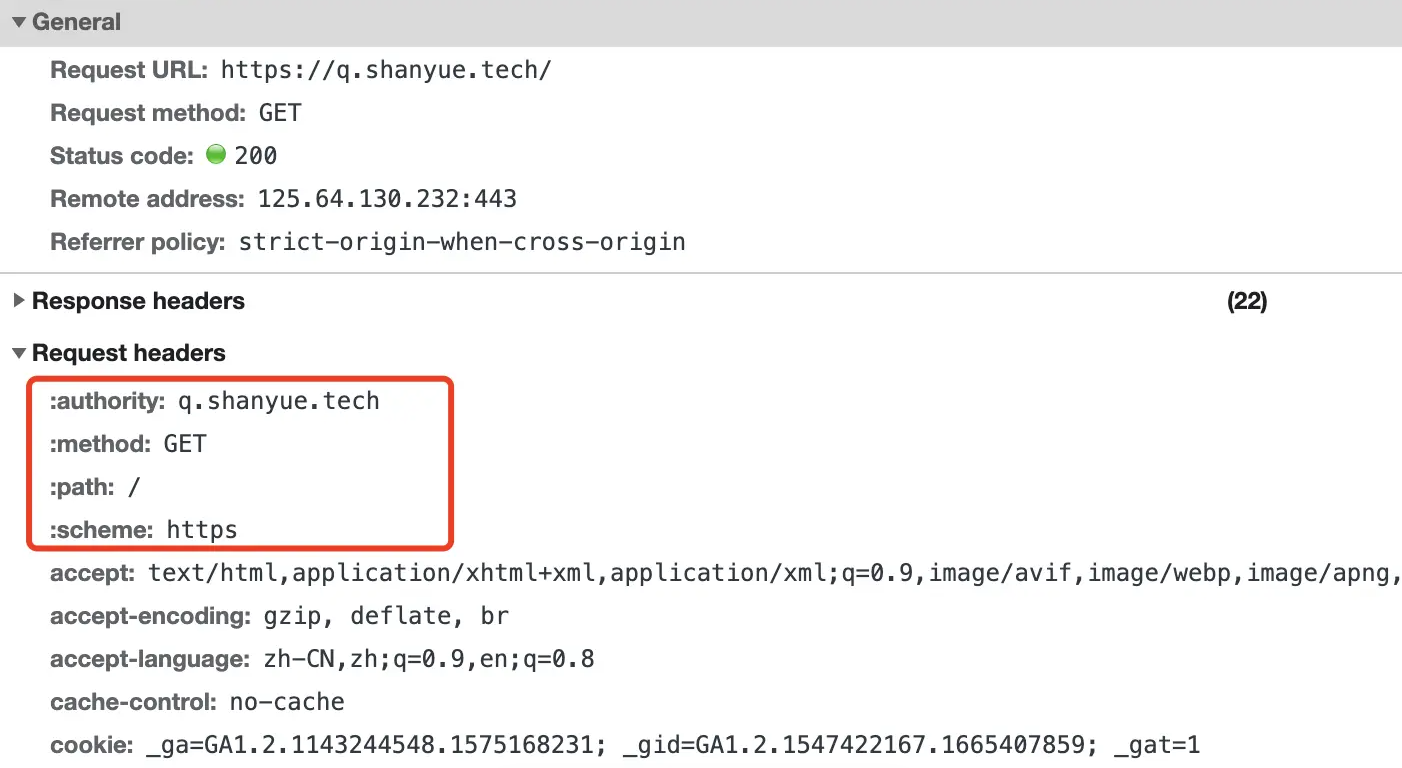 General
Request URL: https://q.shanyue.tech/
Request method: GET
Status code: 200
Remote address: 125.64.130.232:443
Referrer policy: strict-origin-when-cross-origin
Response headers (22)
Request headers
:authority: q.shanyue.tech
:method: GET
:path: /
:scheme: https
accept: text/html,application/xhtml+xml,application/xml;q=0.9,image/avif,image/webp,image/apng,
accept-encoding: gzip, deflate, br
accept-language: zh-CN,zh;q=0.9,en;q=0.8
cache-control: no-cache
cookie: _ga=GA1.2.1143244548.1575168231; _gid=GA1.2.1547422167.1665407859; _gat=1